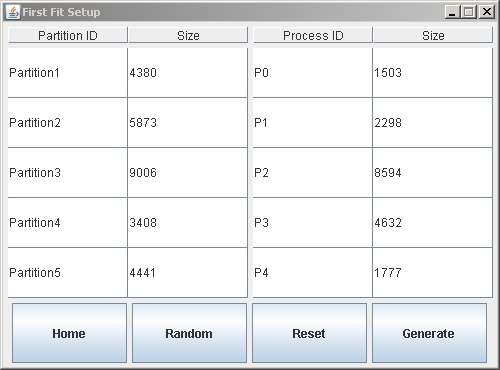 First Fit Setup
Partition ID Size Process ID Size
Partition1 4380 P0 1503
Partition2 5873 P1 2298
Partition3 9006 P2 8594
Partition4 3408 P3 4632
Partition5 4441 P4 1777
Home Random Reset Generate